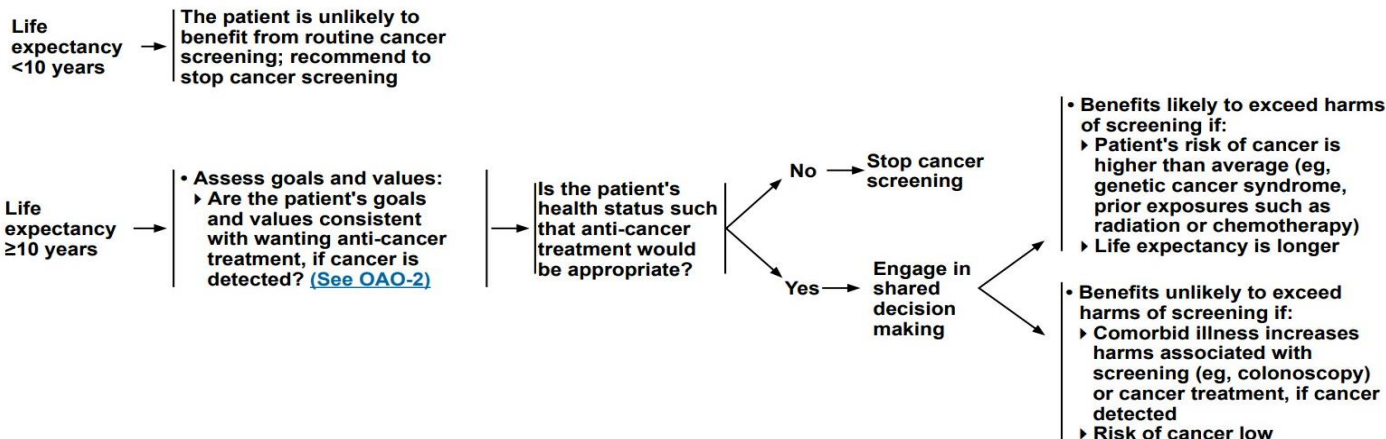 Life
expectancy
<10 years
The patient is unlikely to
benefit from routine cancer
screening; recommend to
stop cancer screening
Life
expectancy
≥10 years
• Assess goals and values:
‣ Are the patient's goals
and values consistent
with wanting anti-cancer
treatment, if cancer is
detected? (See OAO-2)
Is the patient's
health status such
that anti-cancer
treatment would
be appropriate?
No
Stop cancer
screening
Yes
Engage in
shared
decision
making
• Benefits likely to exceed harms
of screening if:
‣ Patient's risk of cancer is
higher than average (eg,
genetic cancer syndrome,
prior exposures such as
radiation or chemotherapy)
‣ Life expectancy is longer
• Benefits unlikely to exceed
harms of screening if:
‣ Comorbid illness increases
harms associated with
screening (eg, colonoscopy)
or cancer treatment, if cancer
detected
‣ Risk of cancer low